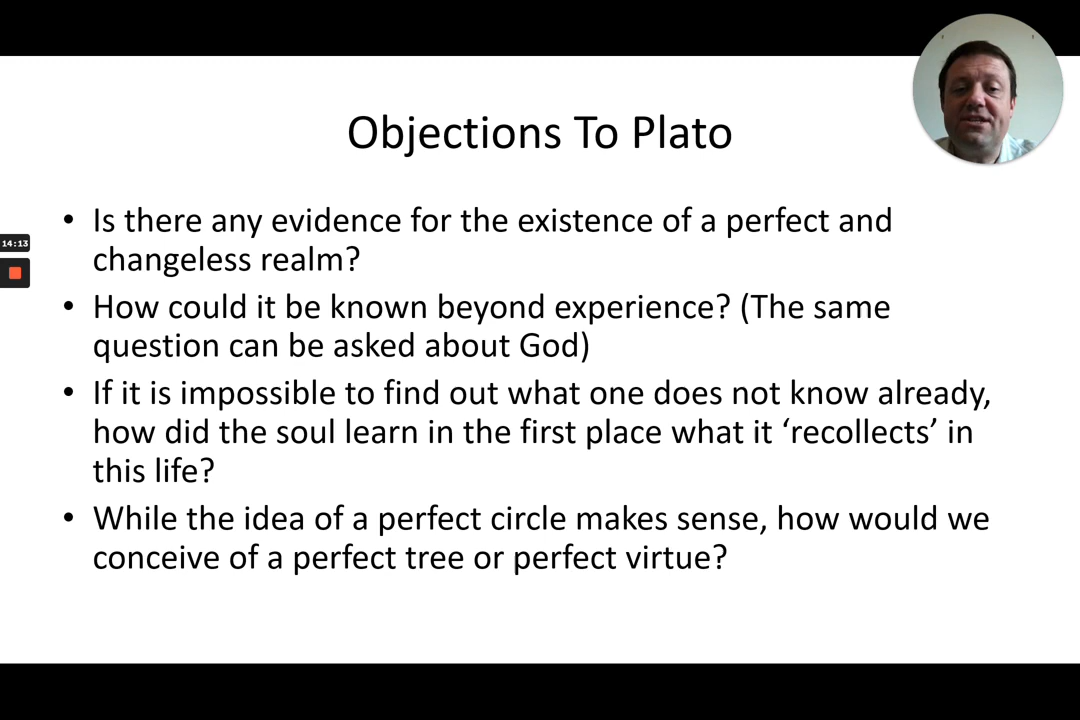 Objections To Plato
• Is there any evidence for the existence of a perfect and
changeless realm?
14:13
• How could it be known beyond experience? (The same
question can be asked about God)
• If it is impossible to find out what one does not know already,
how did the soul learn in the first place what it ‘recollects’ in
this life?
• While the idea of a perfect circle makes sense, how would we
conceive of a perfect tree or perfect virtue?